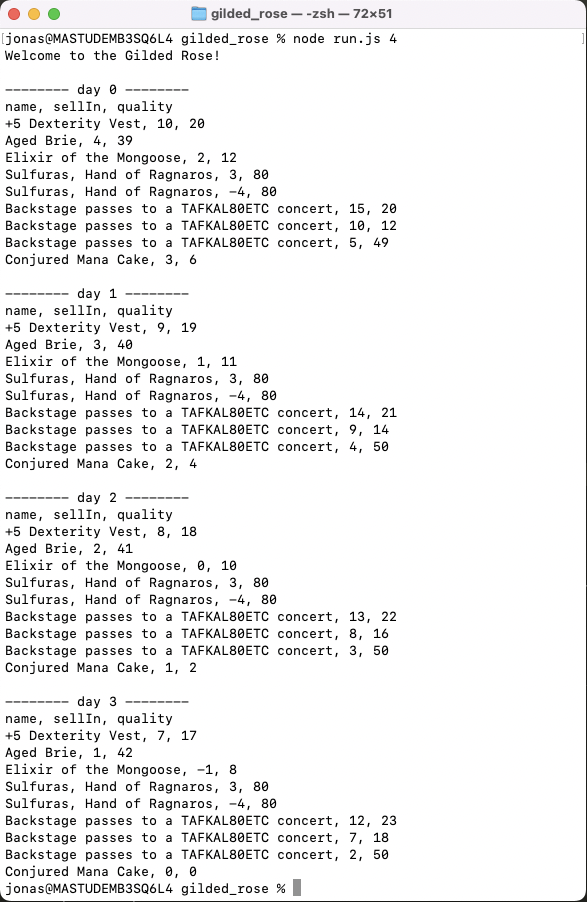 gilded_rose — -zsh — 72×51
[jonas@MASTUDEMB3SQ6L4 gilded_rose % node run.js 4 ]
Welcome to the Gilded Rose!
-------- day 0 --------
name, sellIn, quality
+5 Dexterity Vest, 10, 20
Aged Brie, 4, 39
Elixir of the Mongoose, 2, 12
Sulfuras, Hand of Ragnaros, 3, 80
Sulfuras, Hand of Ragnaros, -4, 80
Backstage passes to a TAFKAL80ETC concert, 15, 20
Backstage passes to a TAFKAL80ETC concert, 10, 12
Backstage passes to a TAFKAL80ETC concert, 5, 49
Conjured Mana Cake, 3, 6
-------- day 1 --------
name, sellIn, quality
+5 Dexterity Vest, 9, 19
Aged Brie, 3, 40
Elixir of the Mongoose, 1, 11
Sulfuras, Hand of Ragnaros, 3, 80
Sulfuras, Hand of Ragnaros, -4, 80
Backstage passes to a TAFKAL80ETC concert, 14, 21
Backstage passes to a TAFKAL80ETC concert, 9, 14
Backstage passes to a TAFKAL80ETC concert, 4, 50
Conjured Mana Cake, 2, 4
-------- day 2 --------
name, sellIn, quality
+5 Dexterity Vest, 8, 18
Aged Brie, 2, 41
Elixir of the Mongoose, 0, 10
Sulfuras, Hand of Ragnaros, 3, 80
Sulfuras, Hand of Ragnaros, -4, 80
Backstage passes to a TAFKAL80ETC concert, 13, 22
Backstage passes to a TAFKAL80ETC concert, 8, 16
Backstage passes to a TAFKAL80ETC concert, 3, 50
Conjured Mana Cake, 1, 2
-------- day 3 --------
name, sellIn, quality
+5 Dexterity Vest, 7, 17
Aged Brie, 1, 42
Elixir of the Mongoose, -1, 8
Sulfuras, Hand of Ragnaros, 3, 80
Sulfuras, Hand of Ragnaros, -4, 80
Backstage passes to a TAFKAL80ETC concert, 12, 23
Backstage passes to a TAFKAL80ETC concert, 7, 18
Backstage passes to a TAFKAL80ETC concert, 2, 50
Conjured Mana Cake, 0, 0
jonas@MASTUDEMB3SQ6L4 gilded_rose %